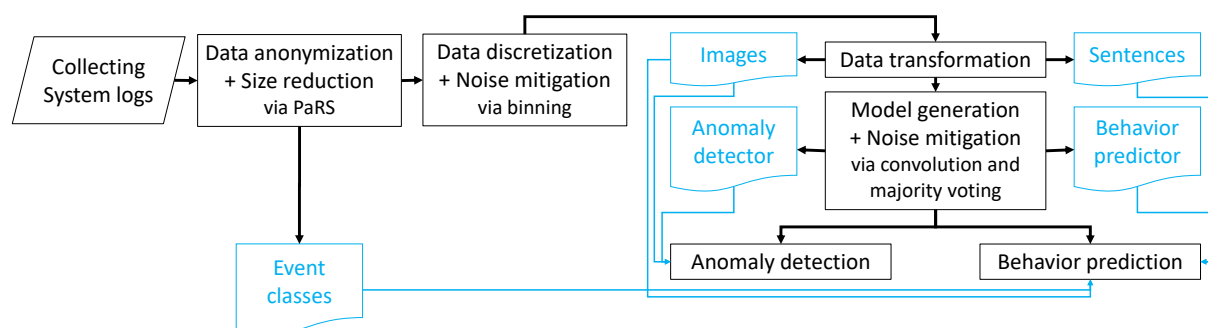 Collecting
System logs
Data anonymization
+ Size reduction
via PaRS
Data discretization
+ Noise mitigation
via binning
Images
Data transformation
Sentences
Anomaly
detector
Model generation
+ Noise mitigation
via convolution and
majority voting
Behavior
predictor
Event
classes
Anomaly detection
Behavior prediction